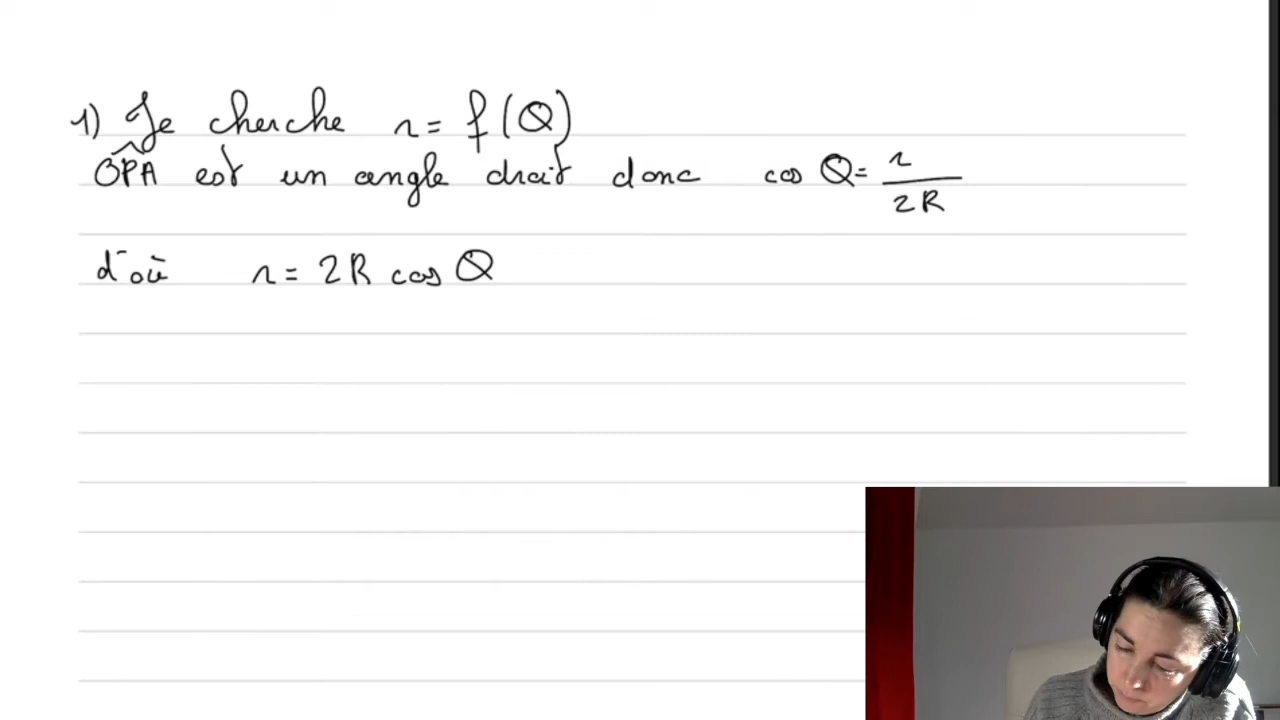 1) Je cherche r = f(θ)
OPA est un angle droit donc cos θ = r / 2R
d'où r = 2R cos θ